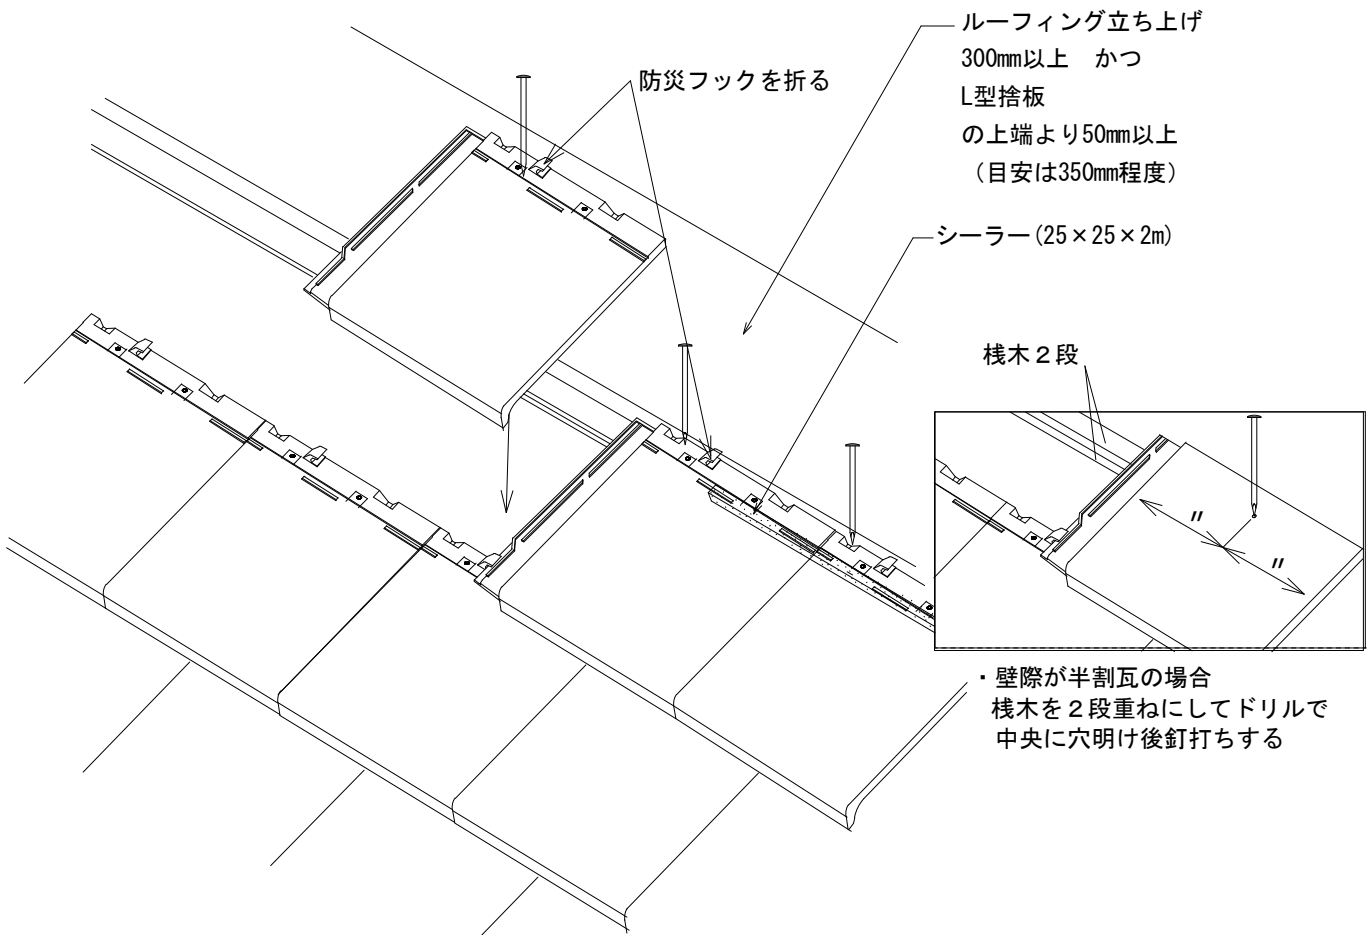 ルーフィング立ち上げ
300mm以上　かつ
L型捨板
の上端より50mm以上
（目安は350mm程度）
防災フックを折る
シーラー(25×25×2m)
桟木２段
〃
〃
・壁際が半割瓦の場合
桟木を２段重ねにしてドリルで
中央に穴明け後釘打ちする